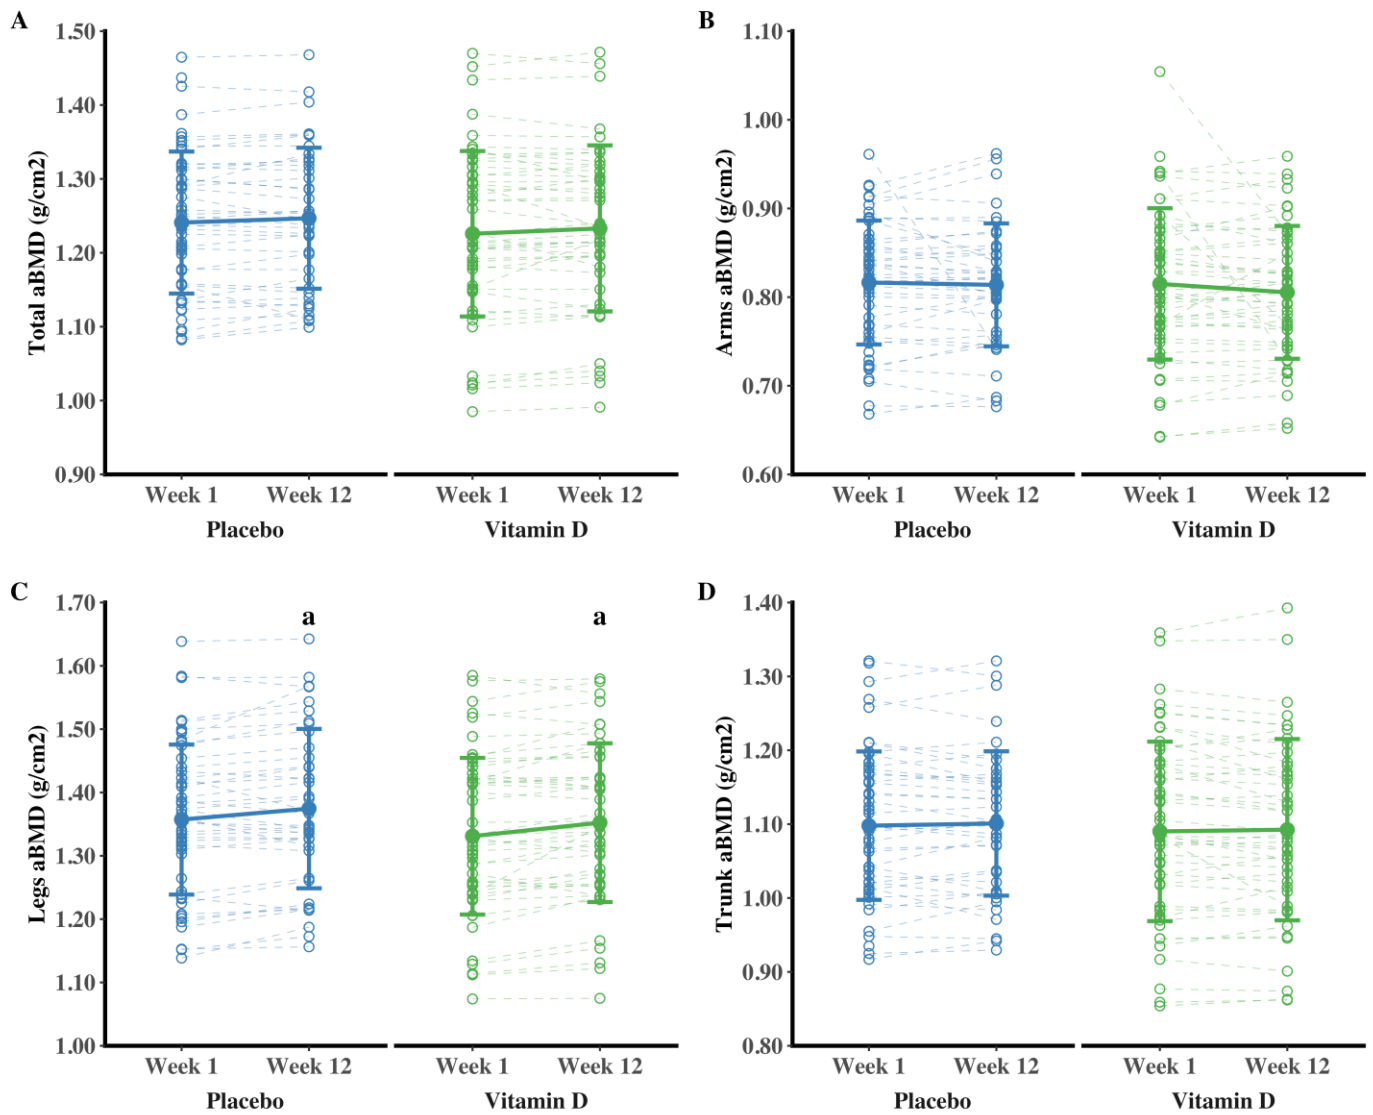 A
Total aBMD (g/cm2)
1.50
1.40
1.30
1.20
1.10
1.00
0.90
Week 1 Week 12 Week 1 Week 12
Placebo Vitamin D
B
Arms aBMD (g/cm2)
1.10
1.00
0.90
0.80
0.70
0.60
Week 1 Week 12 Week 1 Week 12
Placebo Vitamin D
C
Legs aBMD (g/cm2)
1.70
a a
1.60
1.50
1.40
1.30
1.20
1.10
1.00
Week 1 Week 12 Week 1 Week 12
Placebo Vitamin D
D
Trunk aBMD (g/cm2)
1.40
1.30
1.20
1.10
1.00
0.90
0.80
Week 1 Week 12 Week 1 Week 12
Placebo Vitamin D